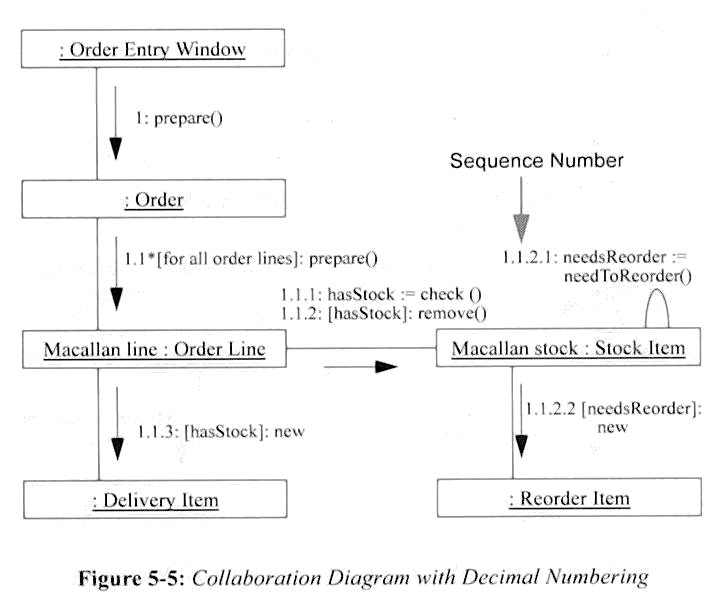 : Order Entry Window
1: prepare()
Sequence Number
: Order
1.1*[for all order lines]: prepare()
1.1.2.1: needsReorder :=
needToReorder()
1.1.1: hasStock := check ()
1.1.2: [hasStock]: remove()
Macallan line : Order Line
Macallan stock : Stock Item
1.1.3: [hasStock]: new
1.1.2.2 [needsReorder]:
new
: Delivery Item
: Reorder Item
Figure 5-5: Collaboration Diagram with Decimal Numbering